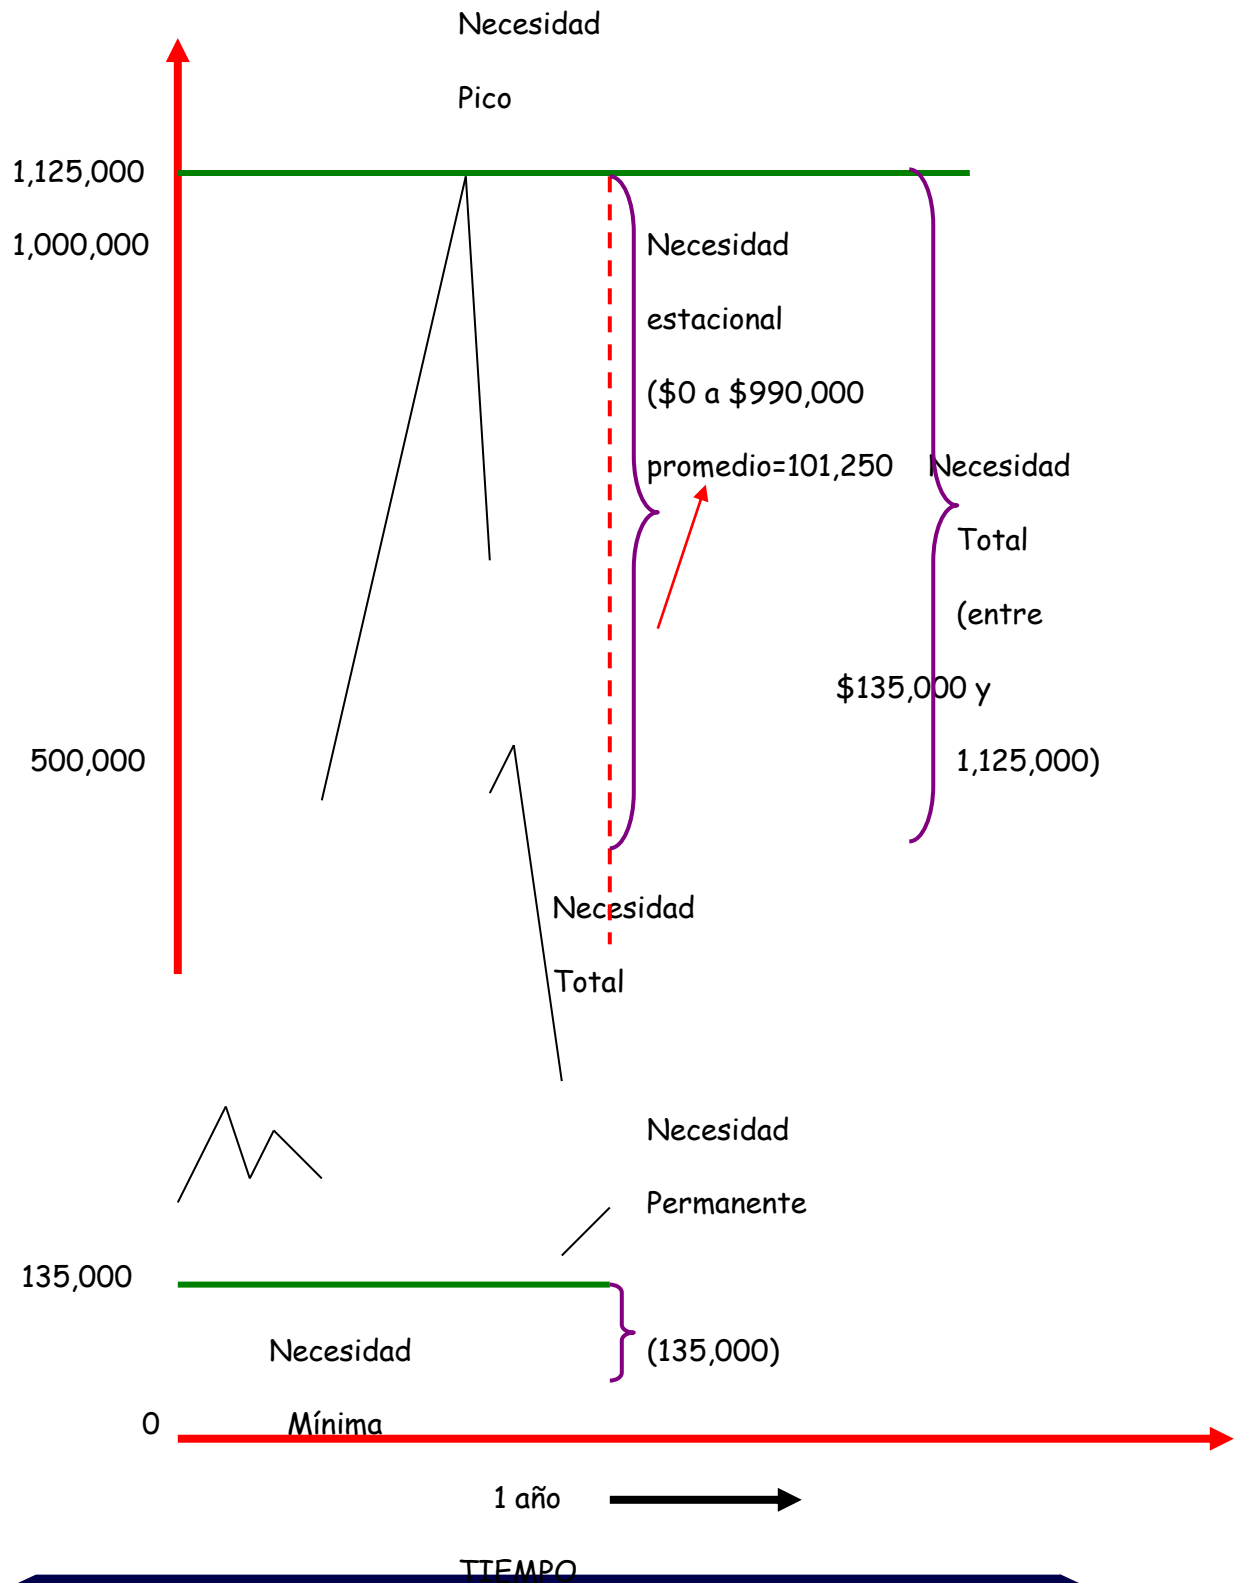 Necesidad
Pico
1,125,000
1,000,000
Necesidad
estacional
($0 a $990,000
promedio=101,250
Necesidad
Total
(entre
$135,000 y
1,125,000)
500,000
Necesidad
Total
Necesidad
Permanente
135,000
Necesidad
(135,000)
0
Mínima
1 año
TIEMPO